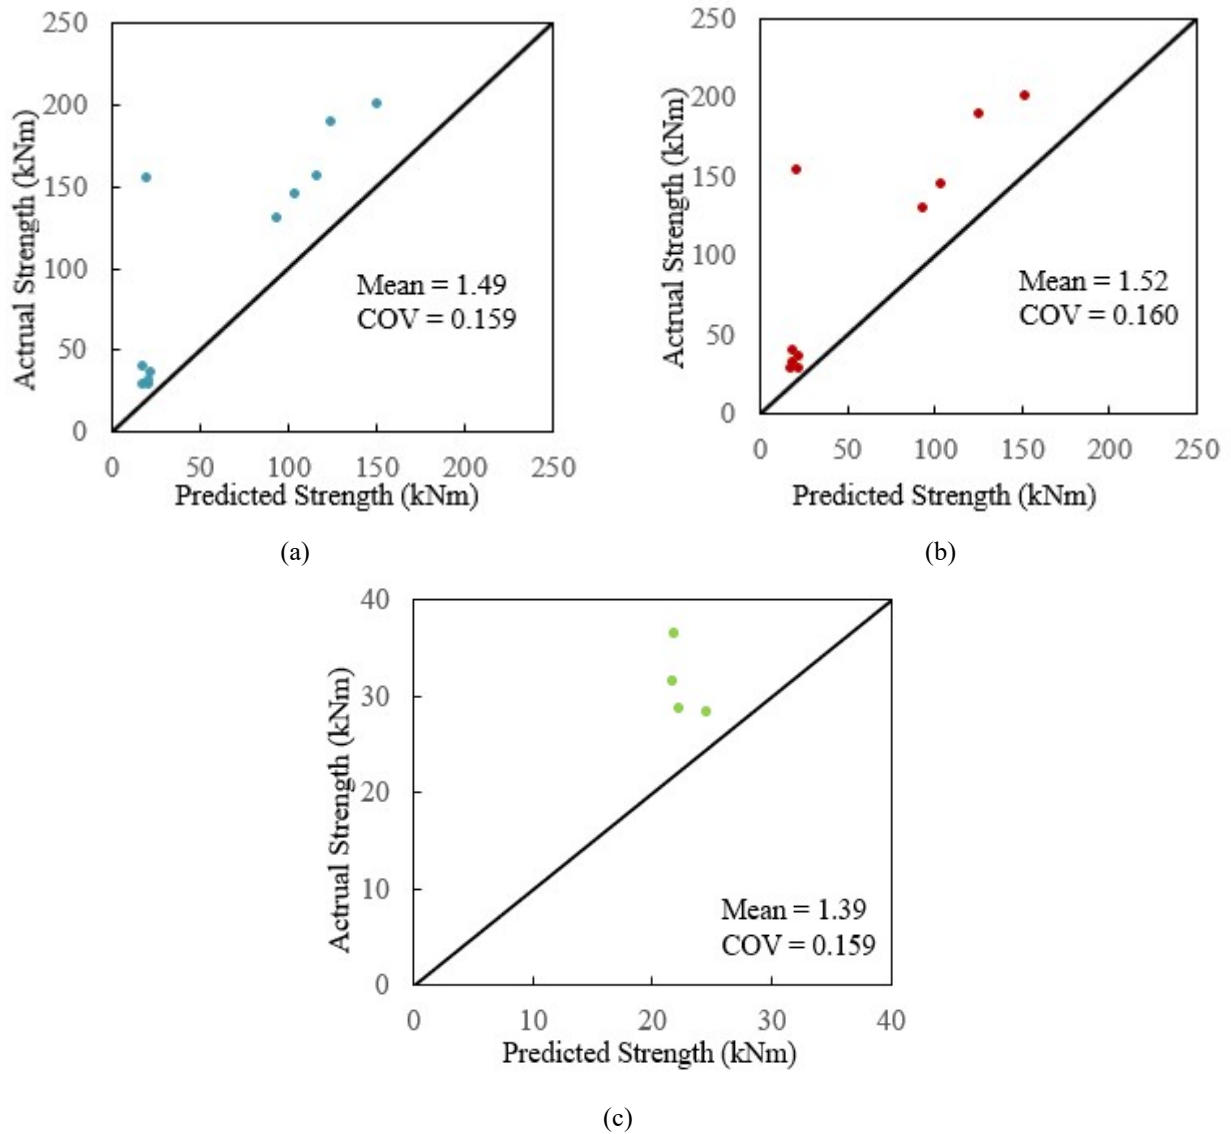 250
200
150
100
50
0
Actrual Strength (kNm)
Mean = 1.49
COV = 0.159
0 50 100 150 200 250
Predicted Strength (kNm)
(a)
250
200
150
100
50
0
Actrual Strength (kNm)
Mean = 1.52
COV = 0.160
0 50 100 150 200 250
Predicted Strength (kNm)
(b)
40
30
20
10
0
Actrual Strength (kNm)
Mean = 1.39
COV = 0.159
0 10 20 30 40
Predicted Strength (kNm)
(c)